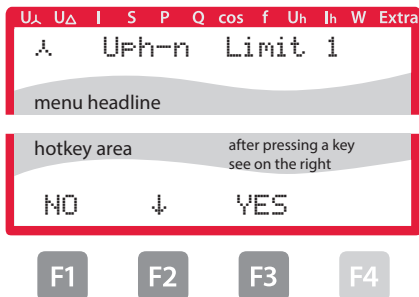 U⅄ U△ I S P Q cos f Uh Ih W Extra
⅄ Uph-n Limit 1
menu headline
hotkey area
after pressing a key
see on the right
NO ↓ YES
F1 F2 F3 F4